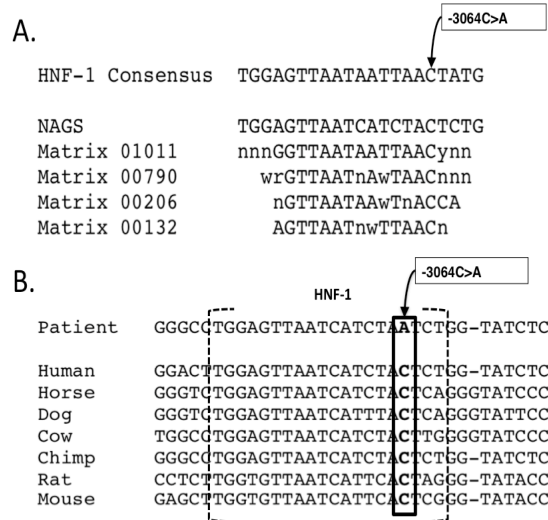 A.
-3064C>A
HNF-1 Consensus TGGAGTTAATAATTAACTATG
NAGS TGGAGTTAATCATCTACTCTG
Matrix 01011 nnnGGTTAATAATTAACynn
Matrix 00790 wrGTTAATnAwTAACnnn
Matrix 00206 nGTTAATAAwTnACCA
Matrix 00132 AGTTAATnwTTAACn
-3064C>A
B.
HNF-1
Patient GGGCCTGGAGTTAATCATCTAATCTGG-TATCTC
Human GGACTTGGAGTTAATCATCTACTCTGG-TATCTC
Horse GGGTCTGGAGTTAATCATCTACTCAGGGTATCCC
Dog GGGTCTGGAGTTAATCATTTACTCAGGGTATTCC
Cow TGGCCTGGAGTTAATCATCTACTTGGGGTATCCC
Chimp GGGCCTGGAGTTAATCATCTACTCTGG-TATCTC
Rat CCTCTTGGTGTTAATCATTCACTAGGG-TATACC
Mouse GAGCTTGGTGTTAATCATTCACTCGGG-TATACC